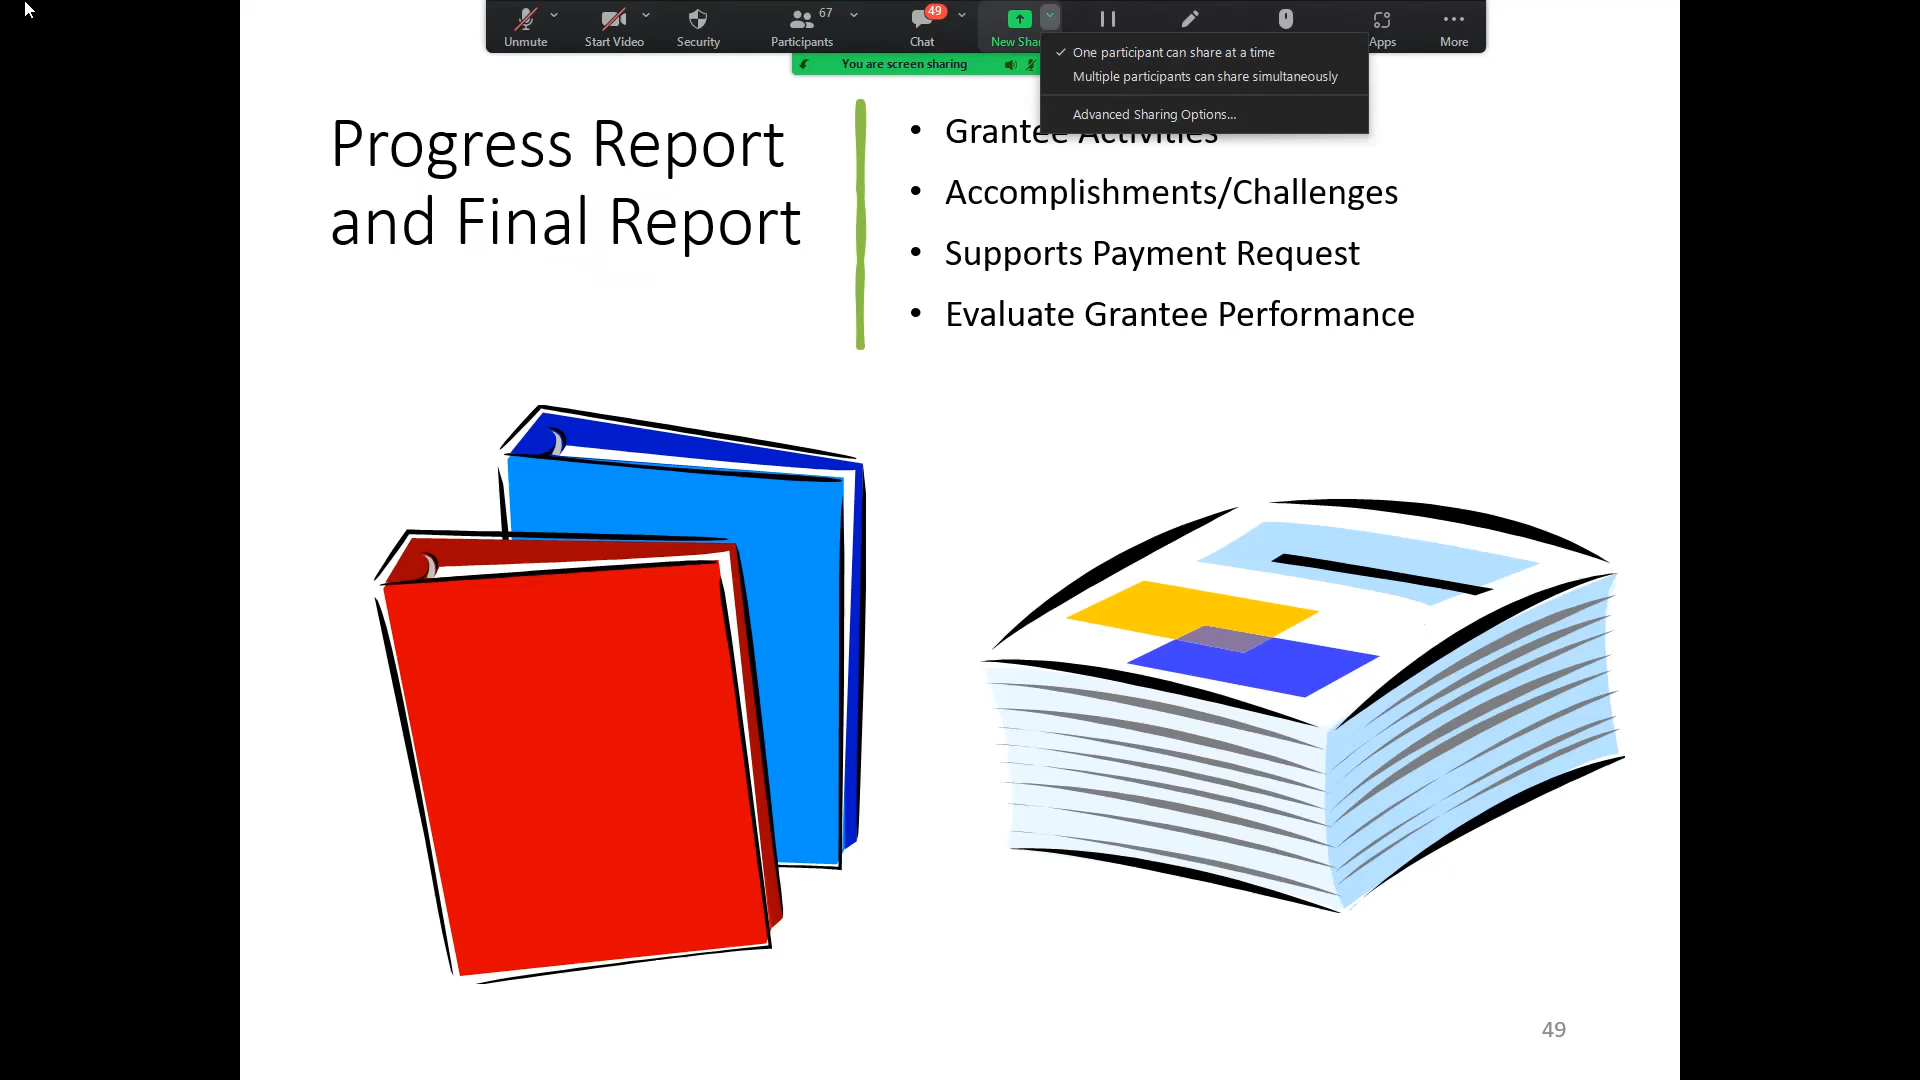 67
49
Unmute
Start Video
Security
Participants
Chat
New Shar
Apps
More
You are screen sharing
One participant can share at a time
Multiple participants can share simultaneously
Advanced Sharing Options...
Progress Report
and Final Report
• Grantee Activities
• Accomplishments/Challenges
• Supports Payment Request
• Evaluate Grantee Performance
49